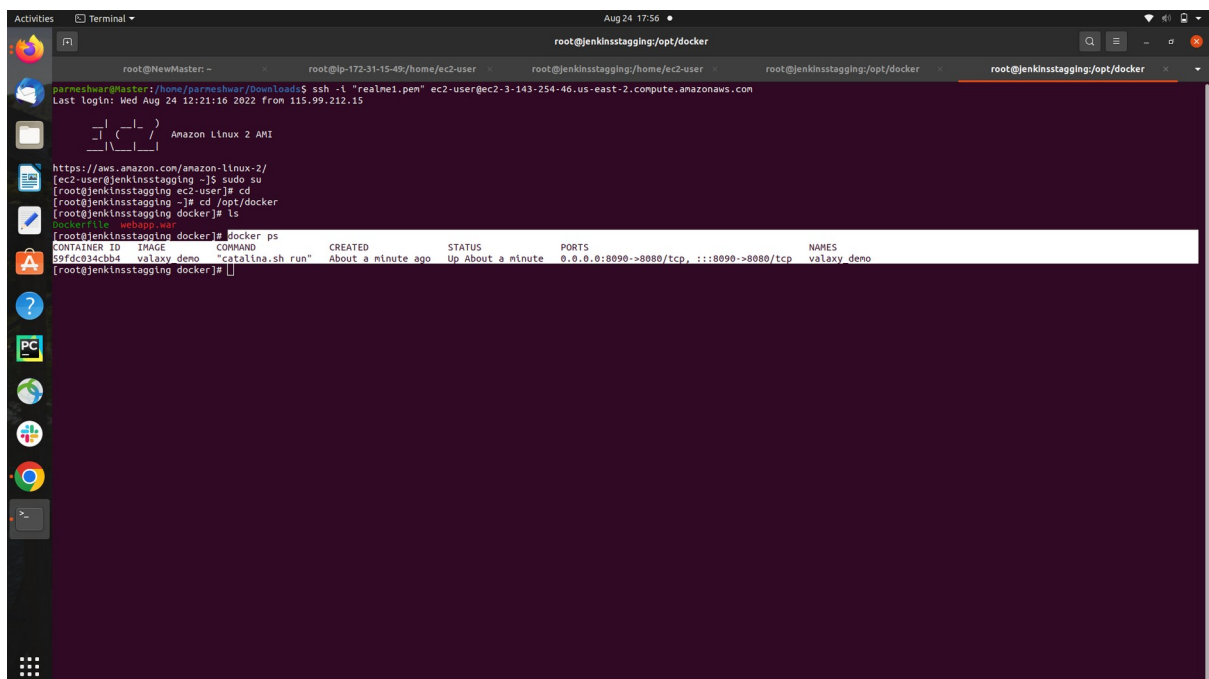 Activities Terminal Aug 24 17:56
root@jenkinsstagging:/opt/docker
root@NewMaster: ~ root@ip-172-31-15-49:/home/ec2-user root@jenkinsstagging:/home/ec2-user root@jenkinsstagging:/opt/docker root@jenkinsstagging:/opt/docker
parmeshwar@Master:/home/parmeshwar/Downloads$ ssh -i "realme1.pem" ec2-user@ec2-3-143-254-46.us-east-2.compute.amazonaws.com
Last login: Wed Aug 24 12:21:16 2022 from 115.99.212.15
__| __|_ )
_| ( / Amazon Linux 2 AMI
___|\___|___|
https://aws.amazon.com/amazon-linux-2/
[ec2-user@jenkinsstagging ~]$ sudo su
[root@jenkinsstagging ec2-user]# cd
[root@jenkinsstagging ~]# cd /opt/docker
[root@jenkinsstagging docker]# ls
Dockerfile webapp.war
[root@jenkinsstagging docker]# docker ps
CONTAINER ID IMAGE COMMAND CREATED STATUS PORTS NAMES
59fdc034cbb4 valaxy_demo "catalina.sh run" About a minute ago Up About a minute 0.0.0.0:8090->8080/tcp, :::8090->8080/tcp valaxy_demo
[root@jenkinsstagging docker]#
PC